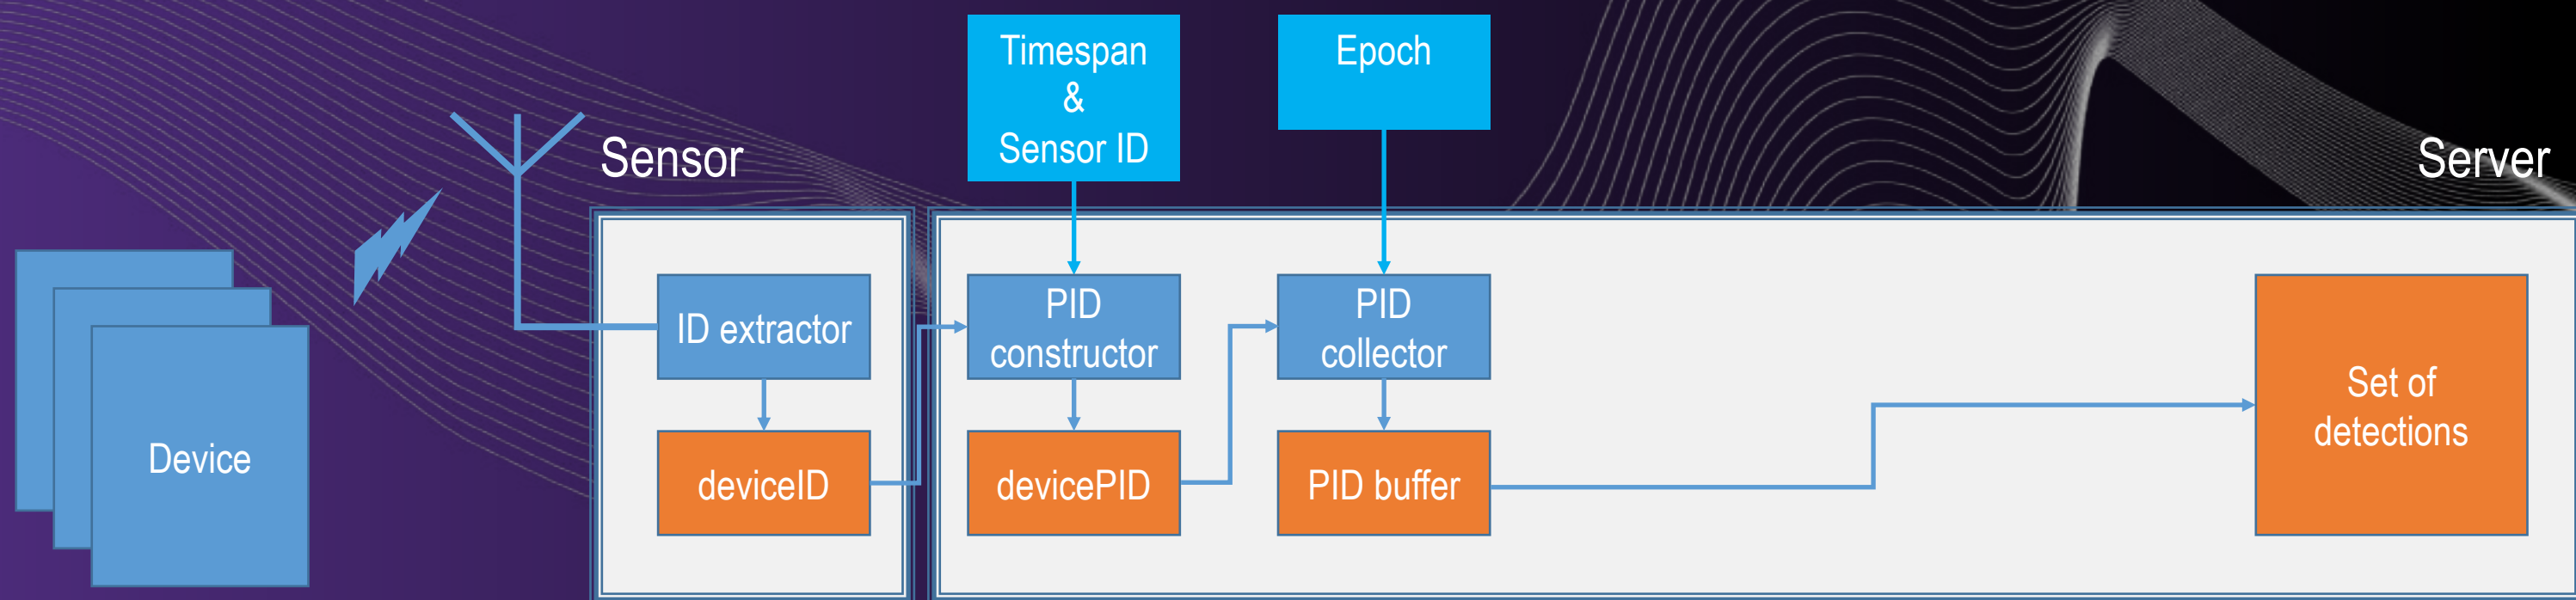 Timespan
&
Sensor ID
Epoch
Sensor
Server
ID extractor
PID
constructor
PID
collector
Set of
detections
Device
deviceID
devicePID
PID buffer